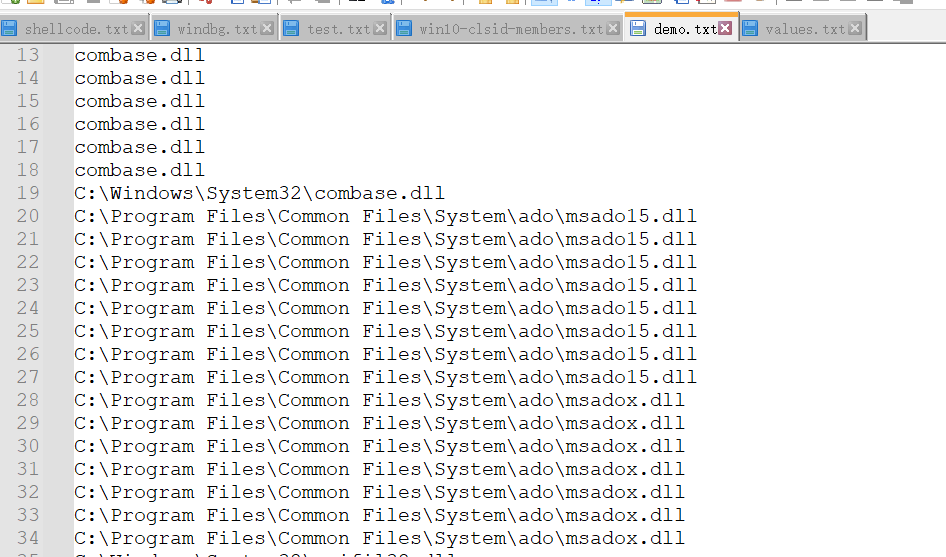 shellcode.txt windbg.txt test.txt win10-clsid-members.txt demo.txt values.txt
13 combase.dll
14 combase.dll
15 combase.dll
16 combase.dll
17 combase.dll
18 combase.dll
19 C:\Windows\System32\combase.dll
20 C:\Program Files\Common Files\System\ado\msado15.dll
21 C:\Program Files\Common Files\System\ado\msado15.dll
22 C:\Program Files\Common Files\System\ado\msado15.dll
23 C:\Program Files\Common Files\System\ado\msado15.dll
24 C:\Program Files\Common Files\System\ado\msado15.dll
25 C:\Program Files\Common Files\System\ado\msado15.dll
26 C:\Program Files\Common Files\System\ado\msado15.dll
27 C:\Program Files\Common Files\System\ado\msado15.dll
28 C:\Program Files\Common Files\System\ado\msadox.dll
29 C:\Program Files\Common Files\System\ado\msadox.dll
30 C:\Program Files\Common Files\System\ado\msadox.dll
31 C:\Program Files\Common Files\System\ado\msadox.dll
32 C:\Program Files\Common Files\System\ado\msadox.dll
33 C:\Program Files\Common Files\System\ado\msadox.dll
34 C:\Program Files\Common Files\System\ado\msadox.dll